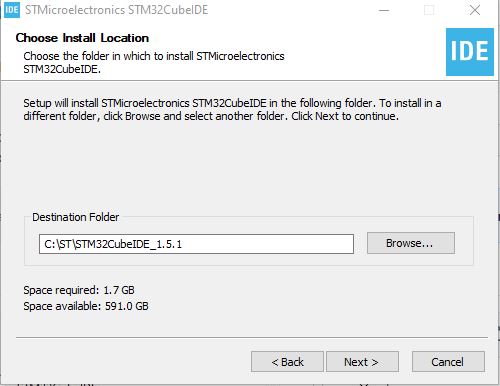 IDE STMicroelectronics STM32CubeIDE
Choose Install Location
Choose the folder in which to install STMicroelectronics
STM32CubeIDE.
IDE
Setup will install STMicroelectronics STM32CubeIDE in the following folder. To install in a
different folder, click Browse and select another folder. Click Next to continue.
Destination Folder
C:\ST\STM32CubeIDE_1.5.1
Browse...
Space required: 1.7 GB
Space available: 591.0 GB
< Back
Next >
Cancel